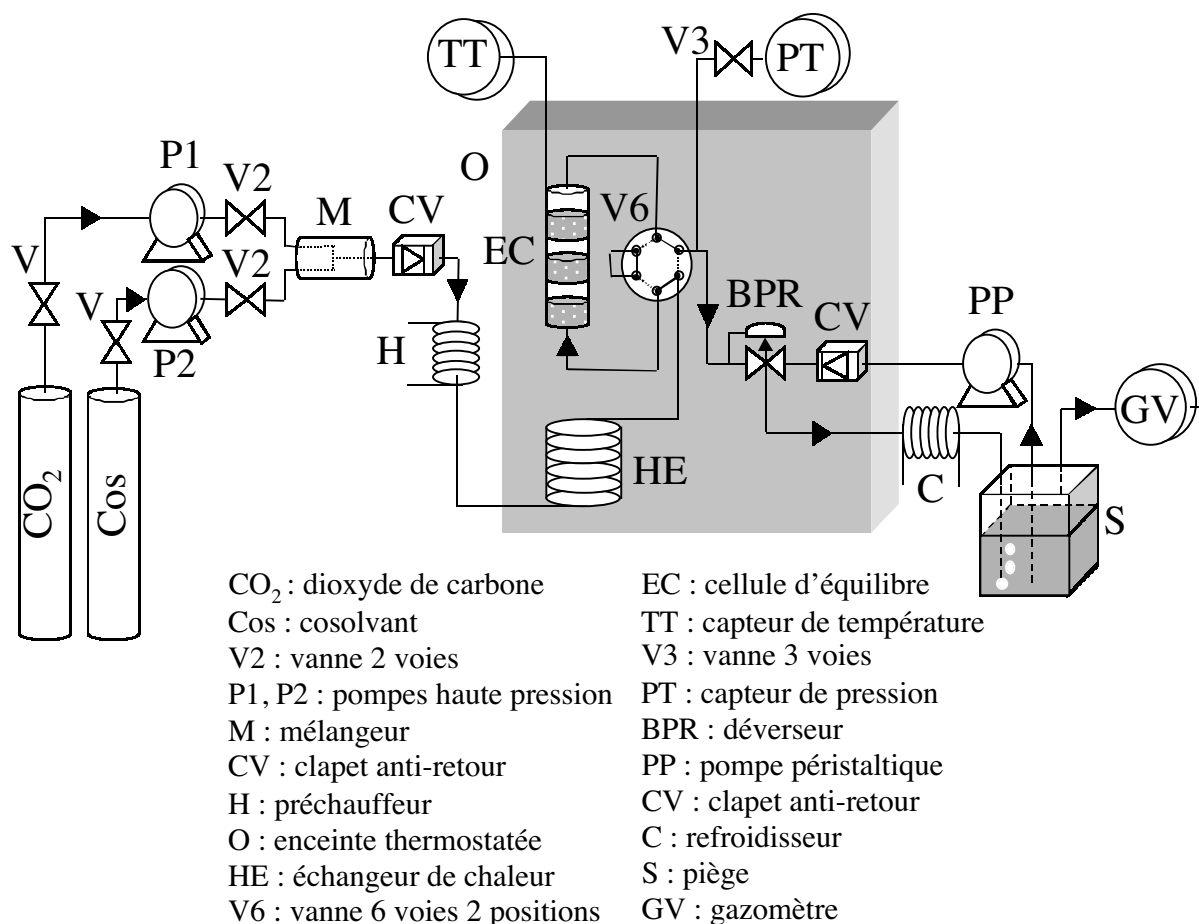 TT
V3
PT
P1
V2
O
M
CV
V6
EC
V
V2
V
BPR
CV
PP
P2
H
GV
HE
C
S
CO2
Cos
CO2 : dioxyde de carbone
Cos : cosolvant
V2 : vanne 2 voies
P1, P2 : pompes haute pression
M : mélangeur
CV : clapet anti-retour
H : préchauffeur
O : enceinte thermostatée
HE : échangeur de chaleur
V6 : vanne 6 voies 2 positions
EC : cellule d'équilibre
TT : capteur de température
V3 : vanne 3 voies
PT : capteur de pression
BPR : déverseur
PP : pompe péristaltique
CV : clapet anti-retour
C : refroidisseur
S : piège
GV : gazomètre